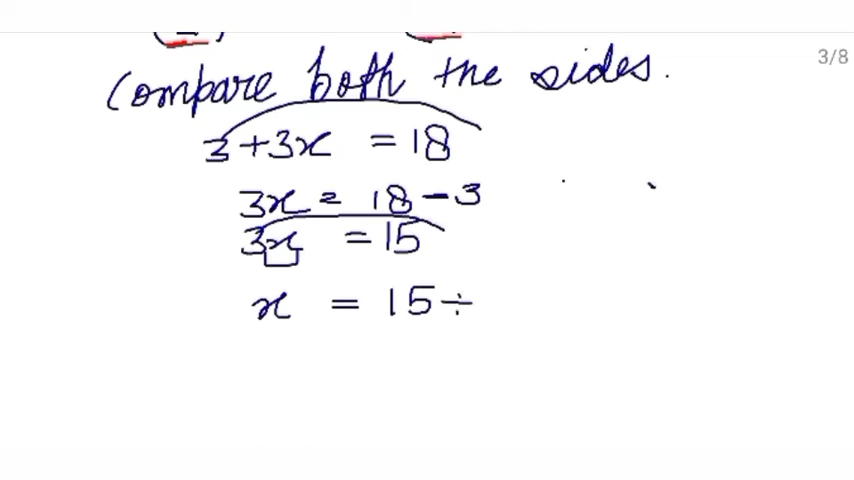 3/8
Compare both the sides.
3+3x = 18
3x = 18-3
3x = 15
x = 15÷